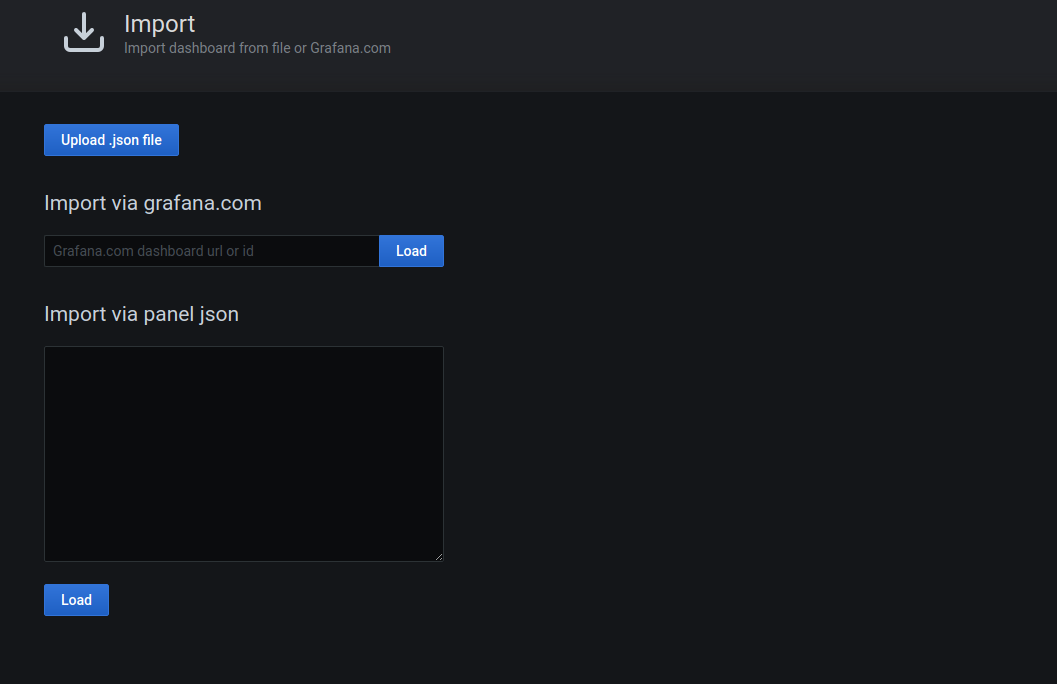 Import
Import dashboard from file or Grafana.com
Upload .json file
Import via grafana.com
Grafana.com dashboard url or id
Load
Import via panel json
Load